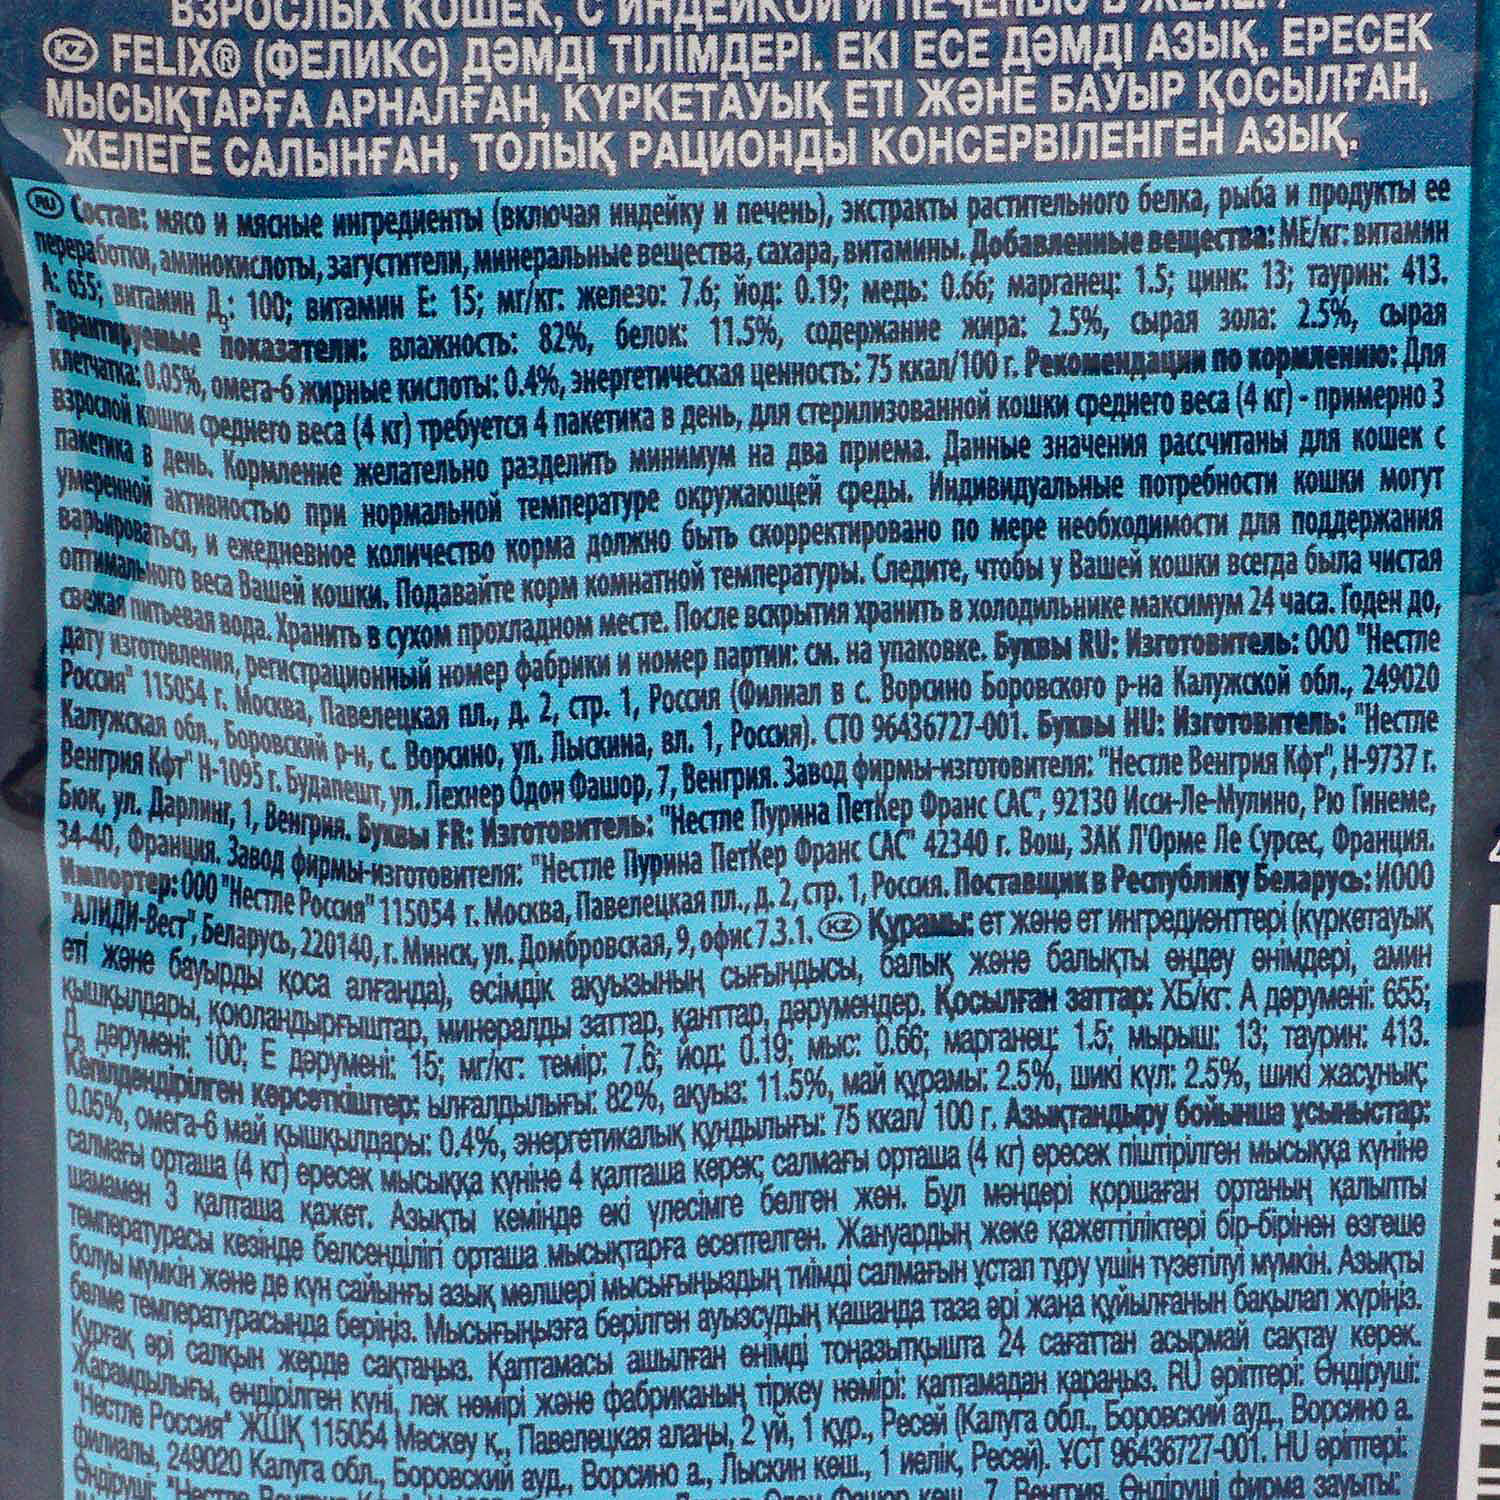 ВЗРОСЛЫХ КОШЕК, С ИНДЕЙКОЙ И ПЕЧЕНЬЮ В ЖЕЛЕ.
KZ FELIX® (ФЕЛИКС) ДӘМДІ ТІЛІМДЕРІ. ЕКІ ЕСЕ ДӘМДІ АЗЫҚ. ЕРЕСЕК
МЫСЫҚТАРҒА АРНАЛҒАН, КҮРКЕТАУЫҚ ЕТІ ЖӘНЕ БАУЫР ҚОСЫЛҒАН,
ЖЕЛЕГЕ САЛЫНҒАН, ТОЛЫҚ РАЦИОНДЫ КОНСЕРВІЛЕНГЕН АЗЫҚ.
RU Состав: мясо и мясные ингредиенты (включая индейку и печень), экстракты растительного белка, рыба и продукты ее
переработки, аминокислоты, загустители, минеральные вещества, сахара, витамины. Добавленные вещества: МЕ/кг: витамин
А: 655; витамин Д₃: 100; витамин Е: 15; мг/кг: железо: 7.6; йод: 0.19; медь: 0.66; марганец: 1.5; цинк: 13; таурин: 413.
Гарантируемые показатели: влажность: 82%, белок: 11.5%, содержание жира: 2.5%, сырая зола: 2.5%, сырая
клетчатка: 0.05%, омега-6 жирные кислоты: 0.4%, энергетическая ценность: 75 ккал/100 г. Рекомендации по кормлению: Для
взрослой кошки среднего веса (4 кг) требуется 4 пакетика в день, для стерилизованной кошки среднего веса (4 кг) - примерно 3
пакетика в день. Кормление желательно разделить минимум на два приема. Данные значения рассчитаны для кошек с
умеренной активностью при нормальной температуре окружающей среды. Индивидуальные потребности кошки могут
варьироваться, и ежедневное количество корма должно быть скорректировано по мере необходимости для поддержания
оптимального веса Вашей кошки. Подавайте корм комнатной температуры. Следите, чтобы у Вашей кошки всегда была чистая
свежая питьевая вода. Хранить в сухом прохладном месте. После вскрытия хранить в холодильнике максимум 24 часа. Годен до,
дату изготовления, регистрационный номер фабрики и номер партии: см. на упаковке. Буквы RU: Изготовитель: ООО "Нестле
Россия" 115054 г. Москва, Павелецкая пл., д. 2, стр. 1, Россия (Филиал в с. Ворсино Боровского р-на Калужской обл., 249020
Калужская обл., Боровский р-н, с. Ворсино, ул. Лыскина, вл. 1, Россия). СТО 96436727-001. Буквы HU: Изготовитель: "Нестле
Венгрия Кфт" Н-1095 г. Будапешт, ул. Лехнер Одон Фашор, 7, Венгрия. Завод фирмы-изготовителя: "Нестле Венгрия Кфт", Н-9737 г.
Бюк, ул. Дарлинг, 1, Венгрия. Буквы FR: Изготовитель: "Нестле Пурина ПетКер Франс САС", 92130 Исси-Ле-Мулино, Рю Гинеме,
34-40, Франция. Завод фирмы-изготовителя: "Нестле Пурина ПетКер Франс САС" 42340 г. Вош, ЗАК Л'Орме Ле Сурсес, Франция.
Импортер: ООО "Нестле Россия" 115054 г. Москва, Павелецкая пл., д. 2, стр. 1, Россия. Поставщик в Республику Беларусь: ИООО
"АЛИДИ-Вест", Беларусь, 220140, г. Минск, ул. Домбровская, 9, офис 7.3.1. KZ Құрамы: ет және ет ингредиенттері (күркетауық
еті және бауырды қоса алғанда), өсімдік ақуызының сығындысы, балық және балықты өңдеу өнімдері, амин
қышқылдары, қоюландырғыштар, минералды заттар, қанттар, дәрумендер. Қосылған заттар: ХБ/кг: А дәрумені: 655;
Д₃ дәрумені: 100; Е дәрумені: 15; мг/кг: темір: 7.6; йод: 0.19; мыс: 0.66; марганец: 1.5; мырыш: 13; таурин: 413.
Кепілдендірілген көрсеткіштер: ылғалдылығы: 82%, ақуыз: 11.5%, май құрамы: 2.5%, шикі күл: 2.5%, шикі жасұнық:
0.05%, омега-6 май қышқылдары: 0.4%, энергетикалық құндылығы: 75 ккал/ 100 г. Азықтандыру бойынша ұсыныстар:
салмағы орташа (4 кг) ересек мысыққа күніне 4 қалташа керек; салмағы орташа (4 кг) ересек піштірілген мысыққа күніне
шамамен 3 қалташа қажет. Азықты кемінде екі үлесімге бөлген жөн. Бұл мәндері қоршаған ортаның қалыпты
температурасы кезінде белсенділігі орташа мысықтарға есептелген. Жануардың жеке қажеттіліктері бір-бірінен өзгеше
болуы мүмкін және де күн сайынғы азық мөлшері мысығыңыздың тиімді салмағын ұстап тұру үшін түзетілуі мүмкін. Азықты
бөлме температурасында беріңіз. Мысығыңызға берілген ауызсудың қашанда таза әрі жаңа құйылғанын бақылап жүріңіз.
Құрғақ әрі салқын жерде сақтаңыз. Қаптамасы ашылған өнімді тоңазытқышта 24 сағаттан асырмай сақтау керек.
Жарамдылығы, өндірілген күні, лек нөмірі және фабриканың тіркеу нөмірі: қаптамадан қараңыз. RU әріптері: Өндіруші:
"Нестле Россия" ЖШҚ 115054 Мәскеу қ., Павелецкая алаңы, 2 үй, 1 құр., Ресей (Калуга обл., Боровский ауд., Ворсино а.
филиалы, 249020 Калуга обл., Боровский ауд., Ворсино а., Лыскин көш., 1 иелік, Ресей). ҰСТ 96436727-001. HU әріптері:
Өндіруші: "Нестле 7, Венгрия. Өндіруші фирма зауыты: